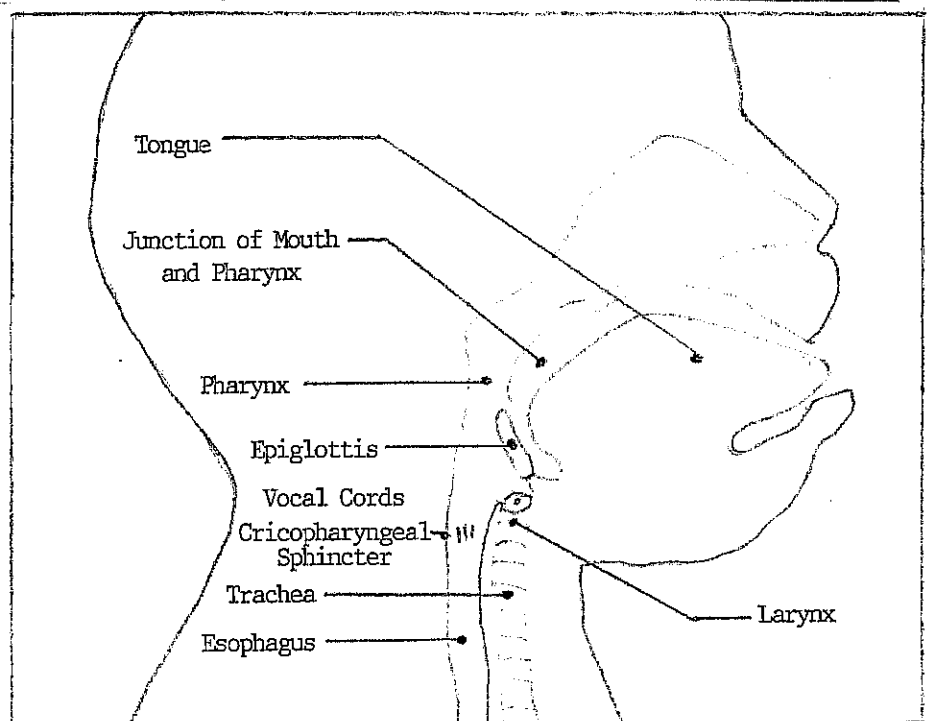 Tongue
Junction of Mouth
and Pharynx
Pharynx
Epiglottis
Vocal Cords
Cricopharyngeal
Sphincter
Trachea
Larynx
Esophagus